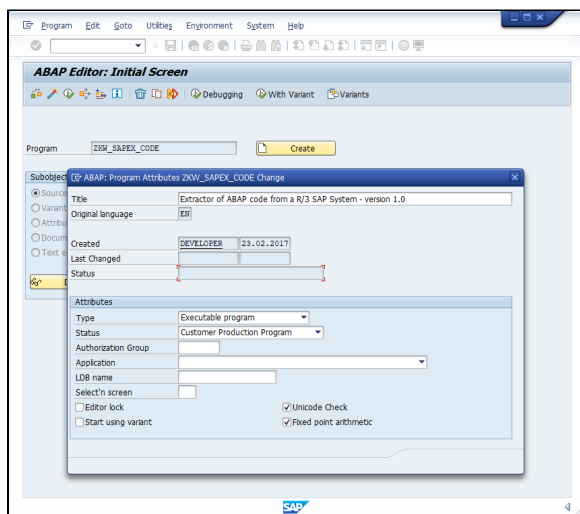 Program Edit Goto Utilities Environment System Help
ABAP Editor: Initial Screen
Debugging With Variant Variants
Program ZKW_SAPEX_CODE Create
Subobject
Source
Variant
Attribu
Docum
Text e
ABAP: Program Attributes ZKW_SAPEX_CODE Change
Title Extractor of ABAP code from a R/3 SAP System - version 1.0
Original language EN
Created DEVELOPER 23.02.2017
Last Changed
Status
Attributes
Type Executable program
Status Customer Production Program
Authorization Group
Application
LDB name
Select'n screen
Editor lock Unicode Check
Start using variant Fixed point arithmetic
SAP